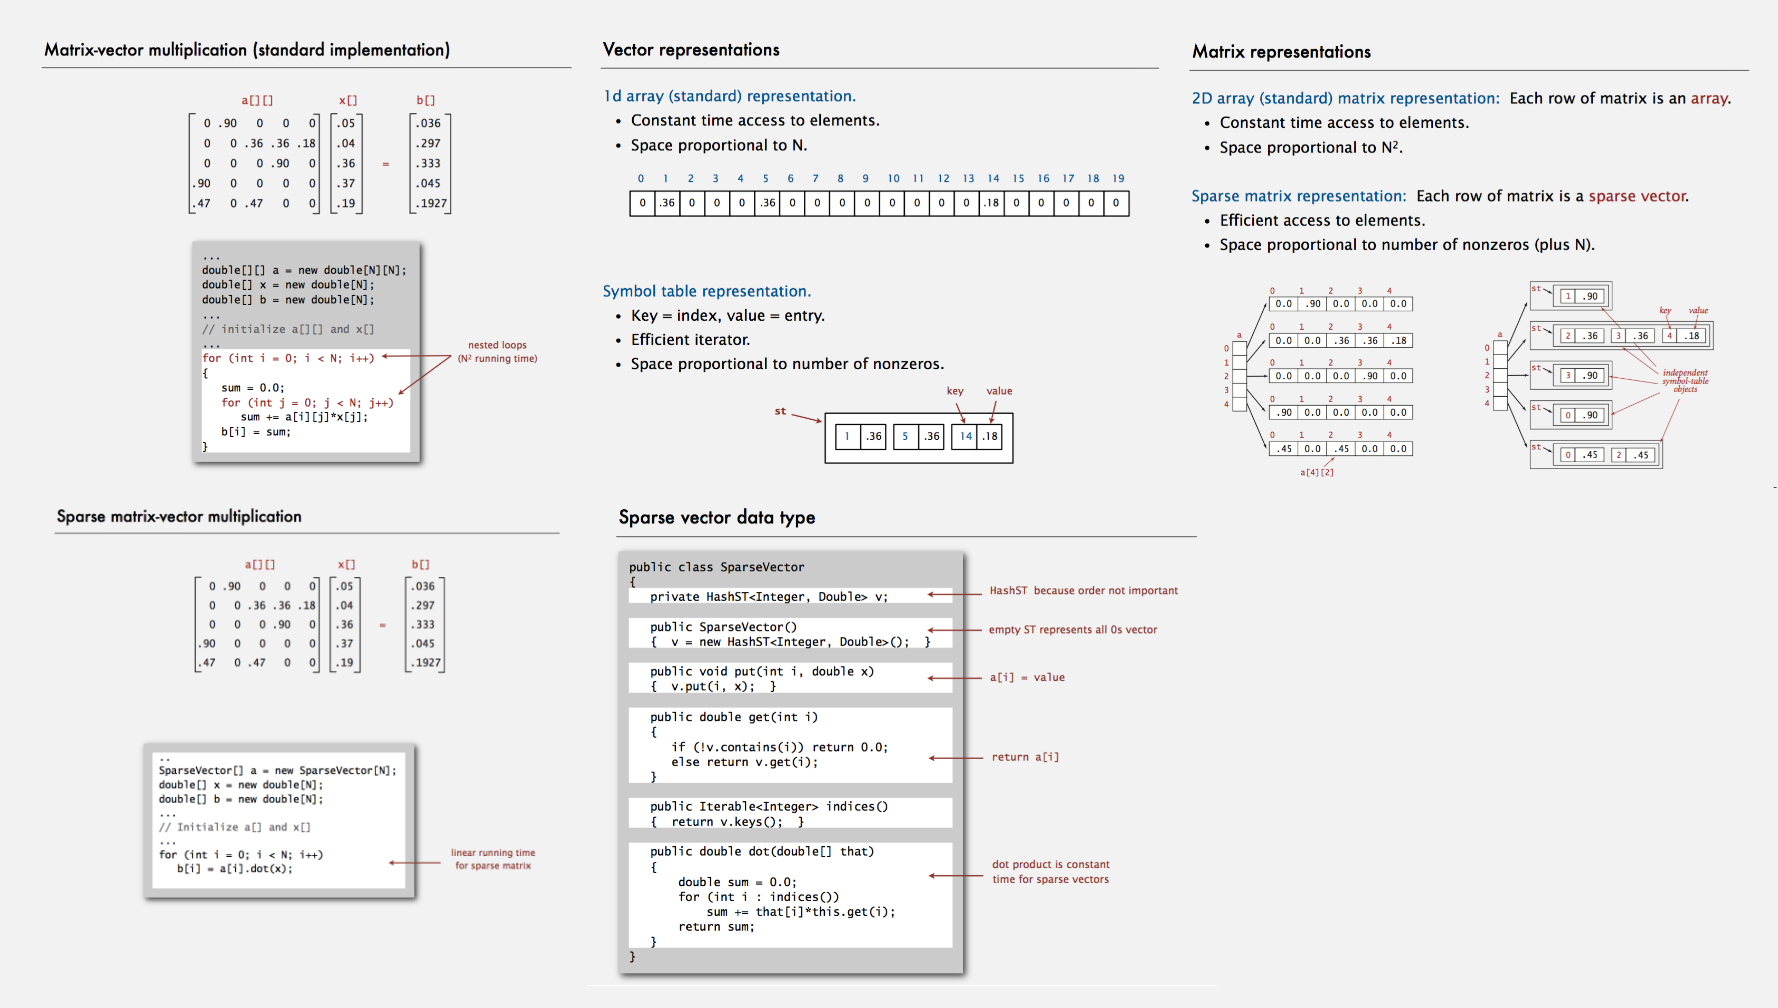 Matrix-vector multiplication (standard implementation)
a[][] x[] b[]
0 .90 0 0 0 .05 .036
0 0 .36 .36 .18 .04 .297
0 0 0 .90 0 .36 = .333
.90 0 0 0 0 .37 .045
.47 0 .47 0 0 .19 .1927
...
double[][] a = new double[N][N];
double[] x = new double[N];
double[] b = new double[N];
...
// initialize a[][] and x[]
...
for (int i = 0; i < N; i++)
{
sum = 0.0;
for (int j = 0; j < N; j++)
sum += a[i][j]*x[j];
b[i] = sum;
}
nested loops
(N² running time)
Vector representations
1d array (standard) representation.
• Constant time access to elements.
• Space proportional to N.
0 1 2 3 4 5 6 7 8 9 10 11 12 13 14 15 16 17 18 19
0 .36 0 0 0 .36 0 0 0 0 0 0 0 0 .18 0 0 0 0 0
Symbol table representation.
• Key = index, value = entry.
• Efficient iterator.
• Space proportional to number of nonzeros.
key value
st
1 .36 5 .36 14 .18
Matrix representations
2D array (standard) matrix representation: Each row of matrix is an array.
• Constant time access to elements.
• Space proportional to N².
Sparse matrix representation: Each row of matrix is a sparse vector.
• Efficient access to elements.
• Space proportional to number of nonzeros (plus N).
0 1 2 3 4
0.0 .90 0.0 0.0 0.0
0 1 2 3 4
0.0 0.0 .36 .36 .18
0 1 2 3 4
0.0 0.0 0.0 .90 0.0
0 1 2 3 4
.90 0.0 0.0 0.0 0.0
0 1 2 3 4
.45 0.0 .45 0.0 0.0
a[4][2]
a
0
1
2
3
4
a
0
1
2
3
4
st 1 .90
key value
st 2 .36 3 .36 4 .18
st 3 .90
independent
symbol-table
objects
st 0 .90
st 0 .45 2 .45
Sparse matrix-vector multiplication
a[][] x[] b[]
0 .90 0 0 0 .05 .036
0 0 .36 .36 .18 .04 .297
0 0 0 .90 0 .36 = .333
.90 0 0 0 0 .37 .045
.47 0 .47 0 0 .19 .1927
..
SparseVector[] a = new SparseVector[N];
double[] x = new double[N];
double[] b = new double[N];
...
// Initialize a[] and x[]
...
for (int i = 0; i < N; i++)
b[i] = a[i].dot(x);
linear running time
for sparse matrix
Sparse vector data type
public class SparseVector
{
private HashST<Integer, Double> v;
HashST because order not important
public SparseVector()
{ v = new HashST<Integer, Double>(); }
empty ST represents all 0s vector
public void put(int i, double x)
{ v.put(i, x); }
a[i] = value
public double get(int i)
{
if (!v.contains(i)) return 0.0;
else return v.get(i);
}
return a[i]
public Iterable<Integer> indices()
{ return v.keys(); }
public double dot(double[] that)
{
double sum = 0.0;
for (int i : indices())
sum += that[i]*this.get(i);
return sum;
}
}
dot product is constant
time for sparse vectors